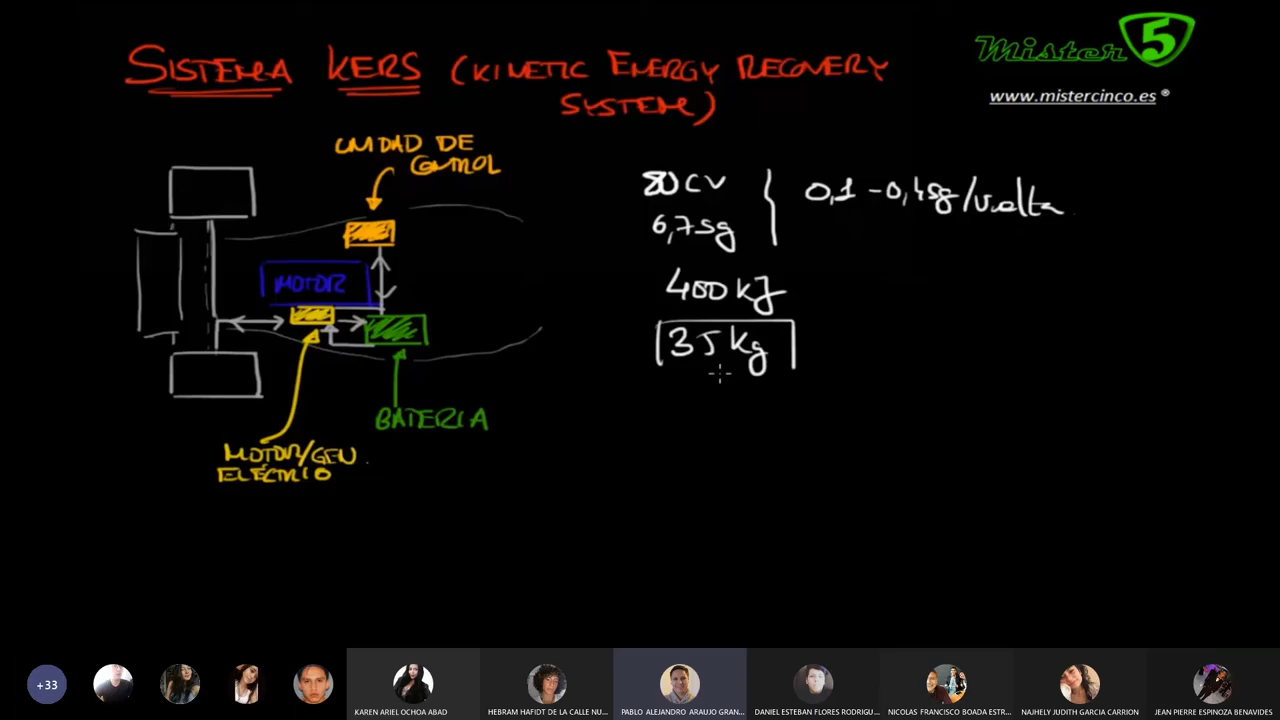 SISTEMA KERS (KINETIC ENERGY RECOVERY
SYSTEM)
Mister 5
www.mistercinco.es ®
UNIDAD DE
CONTROL
80 CV
6,7 sg
0,1 - 0,4 sg/vuelta
400 KJ
35 Kg
MOTOR
BATERIA
MOTOR/GEN
ELÉCTRICO
+33
KAREN ARIEL OCHOA ABAD
HEBRAM HAFIDT DE LA CALLE NU...
PABLO ALEJANDRO ARAUJO GRAN...
DANIEL ESTEBAN FLORES RODRIGU...
NICOLAS FRANCISCO BOADA ESTR...
NAJHELY JUDITH GARCIA CARRION
JEAN PIERRE ESPINOZA BENAVIDES